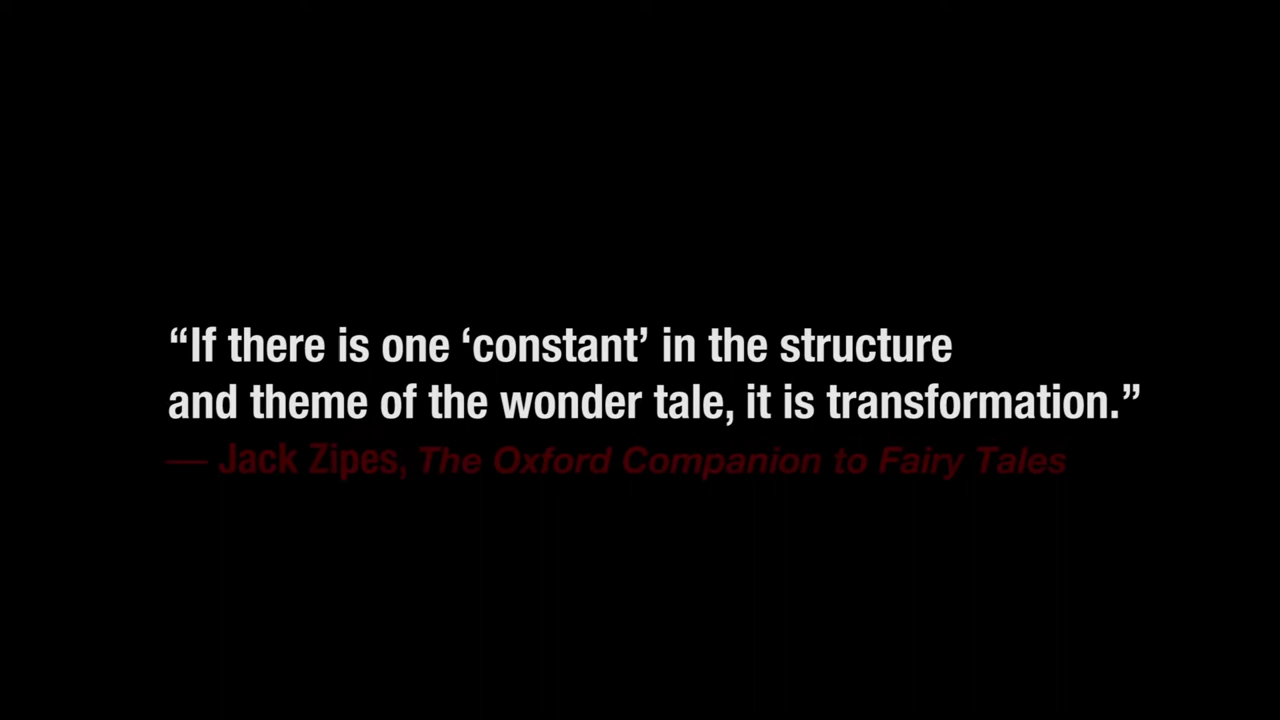 “If there is one ‘constant’ in the structure
and theme of the wonder tale, it is transformation.”
— Jack Zipes, The Oxford Companion to Fairy Tales